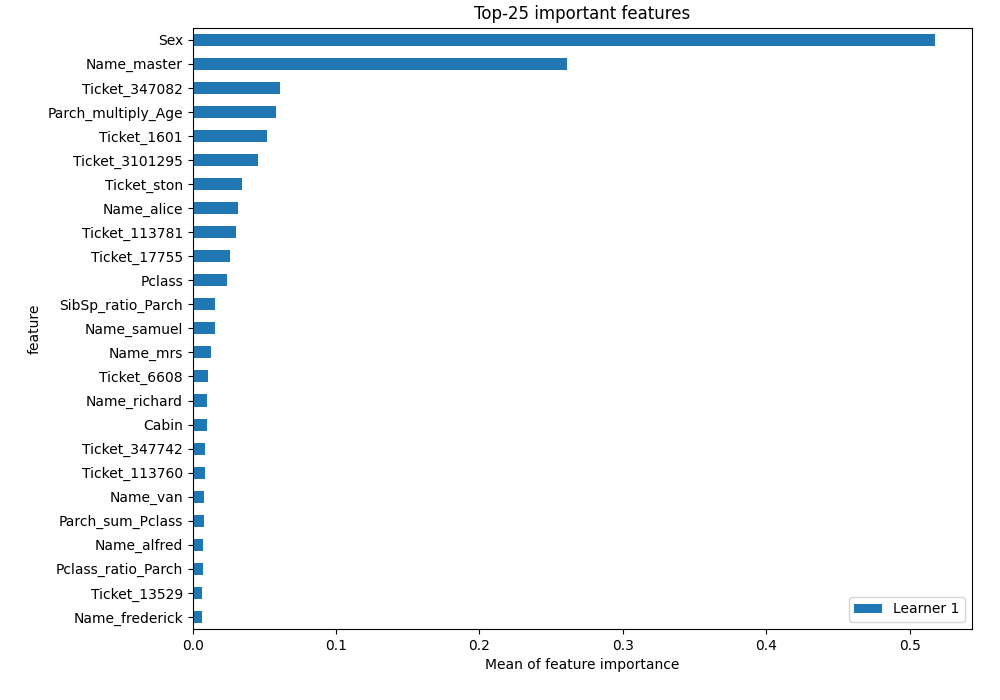 Top-25 important features
Sex
Name_master
Ticket_347082
Parch_multiply_Age
Ticket_1601
Ticket_3101295
Ticket_ston
Name_alice
Ticket_113781
Ticket_17755
Pclass
SibSp_ratio_Parch
Name_samuel
Name_mrs
Ticket_6608
Name_richard
Cabin
Ticket_347742
Ticket_113760
Name_van
Parch_sum_Pclass
Name_alfred
Pclass_ratio_Parch
Ticket_13529
Name_frederick
feature
Learner 1
0.0 0.1 0.2 0.3 0.4 0.5
Mean of feature importance